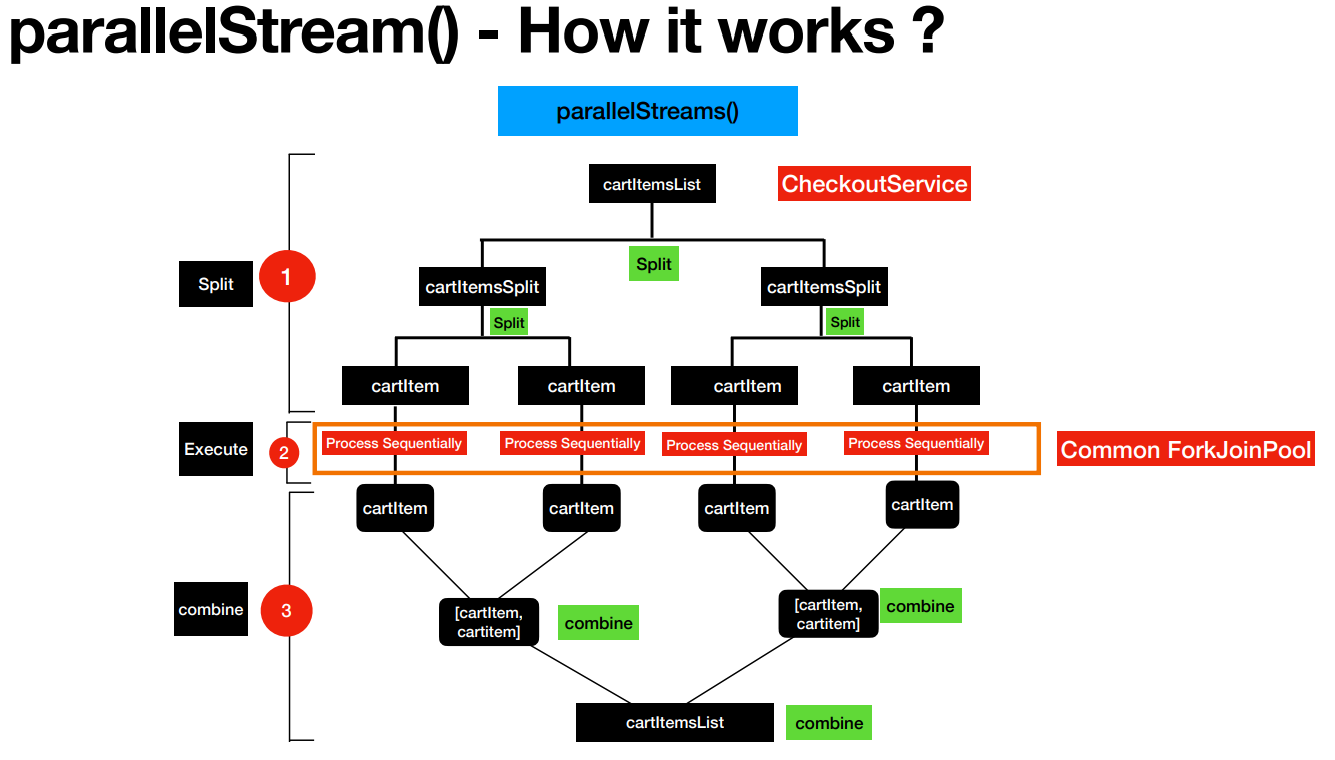 parallelStream() - How it works ?
parallelStreams()
cartItemsList
CheckoutService
Split
Split
1
cartItemsSplit
cartItemsSplit
Split
Split
cartItem
cartItem
cartItem
cartItem
Execute
2
Process Sequentially
Process Sequentially
Process Sequentially
Process Sequentially
Common ForkJoinPool
cartItem
cartItem
cartItem
cartItem
combine
3
[cartItem,
cartitem]
combine
[cartItem,
cartitem]
combine
cartItemsList
combine